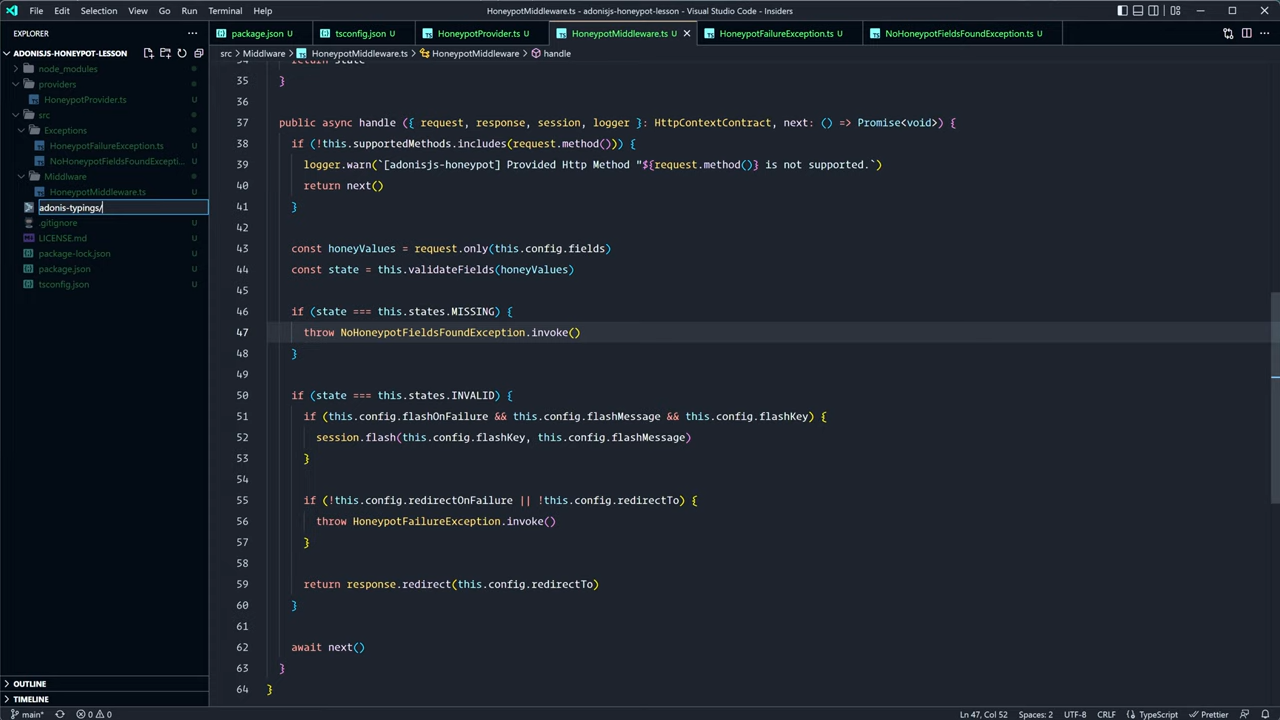 File Edit Selection View Go Run Terminal Help
HoneypotMiddleware.ts - adonisjs-honeypot-lesson - Visual Studio Code - Insiders
EXPLORER
package.json U
tsconfig.json U
HoneypotProvider.ts U
HoneypotMiddleware.ts U
HoneypotFailureException.ts U
NoHoneypotFieldsFoundException.ts U
ADONISJS-HONEYPOT-LESSON
src > Middlware > HoneypotMiddleware.ts > HoneypotMiddleware > handle
node_modules
providers
HoneypotProvider.ts U
src
Exceptions
HoneypotFailureException.ts U
NoHoneypotFieldsFoundExcepti... U
Middlware
HoneypotMiddleware.ts U
adonis-typings/
.gitignore U
LICENSE.md U
package-lock.json U
package.json U
tsconfig.json U
34 return state
35 }
36
37 public async handle ({ request, response, session, logger }: HttpContextContract, next: () => Promise<void>) {
38 if (!this.supportedMethods.includes(request.method())) {
39 logger.warn(`[adonisjs-honeypot] Provided Http Method "${request.method()} is not supported.`)
40 return next()
41 }
42
43 const honeyValues = request.only(this.config.fields)
44 const state = this.validateFields(honeyValues)
45
46 if (state === this.states.MISSING) {
47 throw NoHoneypotFieldsFoundException.invoke()
48 }
49
50 if (state === this.states.INVALID) {
51 if (this.config.flashOnFailure && this.config.flashMessage && this.config.flashKey) {
52 session.flash(this.config.flashKey, this.config.flashMessage)
53 }
54
55 if (!this.config.redirectOnFailure || !this.config.redirectTo) {
56 throw HoneypotFailureException.invoke()
57 }
58
59 return response.redirect(this.config.redirectTo)
60 }
61
62 await next()
63 }
64 }
OUTLINE
TIMELINE
main* 0 0 Ln 47, Col 52 Spaces: 2 UTF-8 CRLF TypeScript Prettier